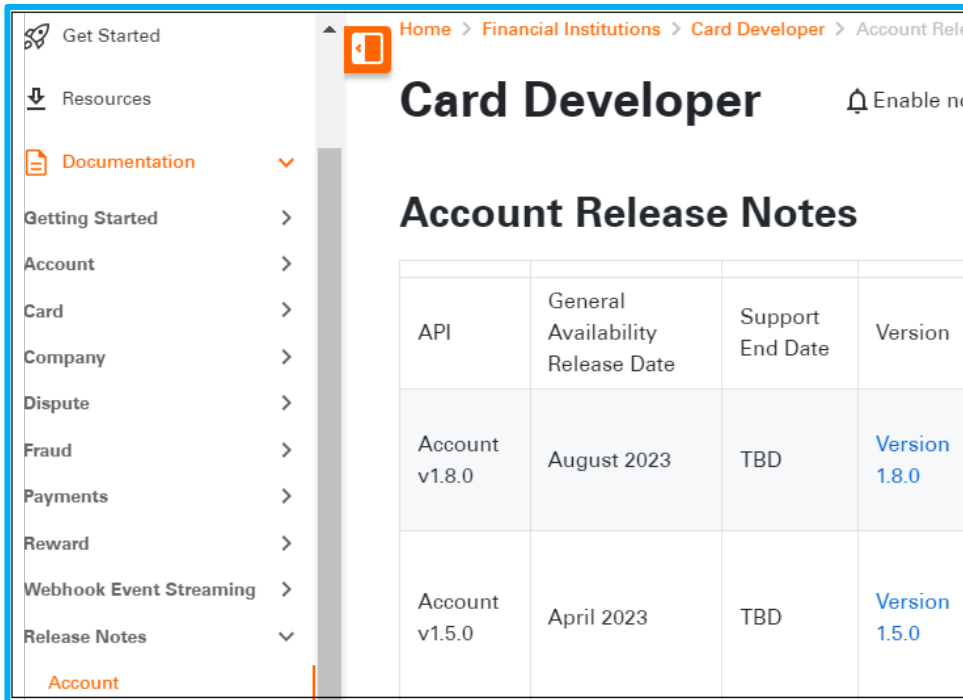 Get Started
Resources
Documentation
Getting Started
Account
Card
Company
Dispute
Fraud
Payments
Reward
Webhook Event Streaming
Release Notes
Account
Home > Financial Institutions > Card Developer > Account Rel
Card Developer
Enable
Account Release Notes
API
General
Availability
Release Date
Support
End Date
Version
Account
v1.8.0
August 2023
TBD
Version
1.8.0
Account
v1.5.0
April 2023
TBD
Version
1.5.0